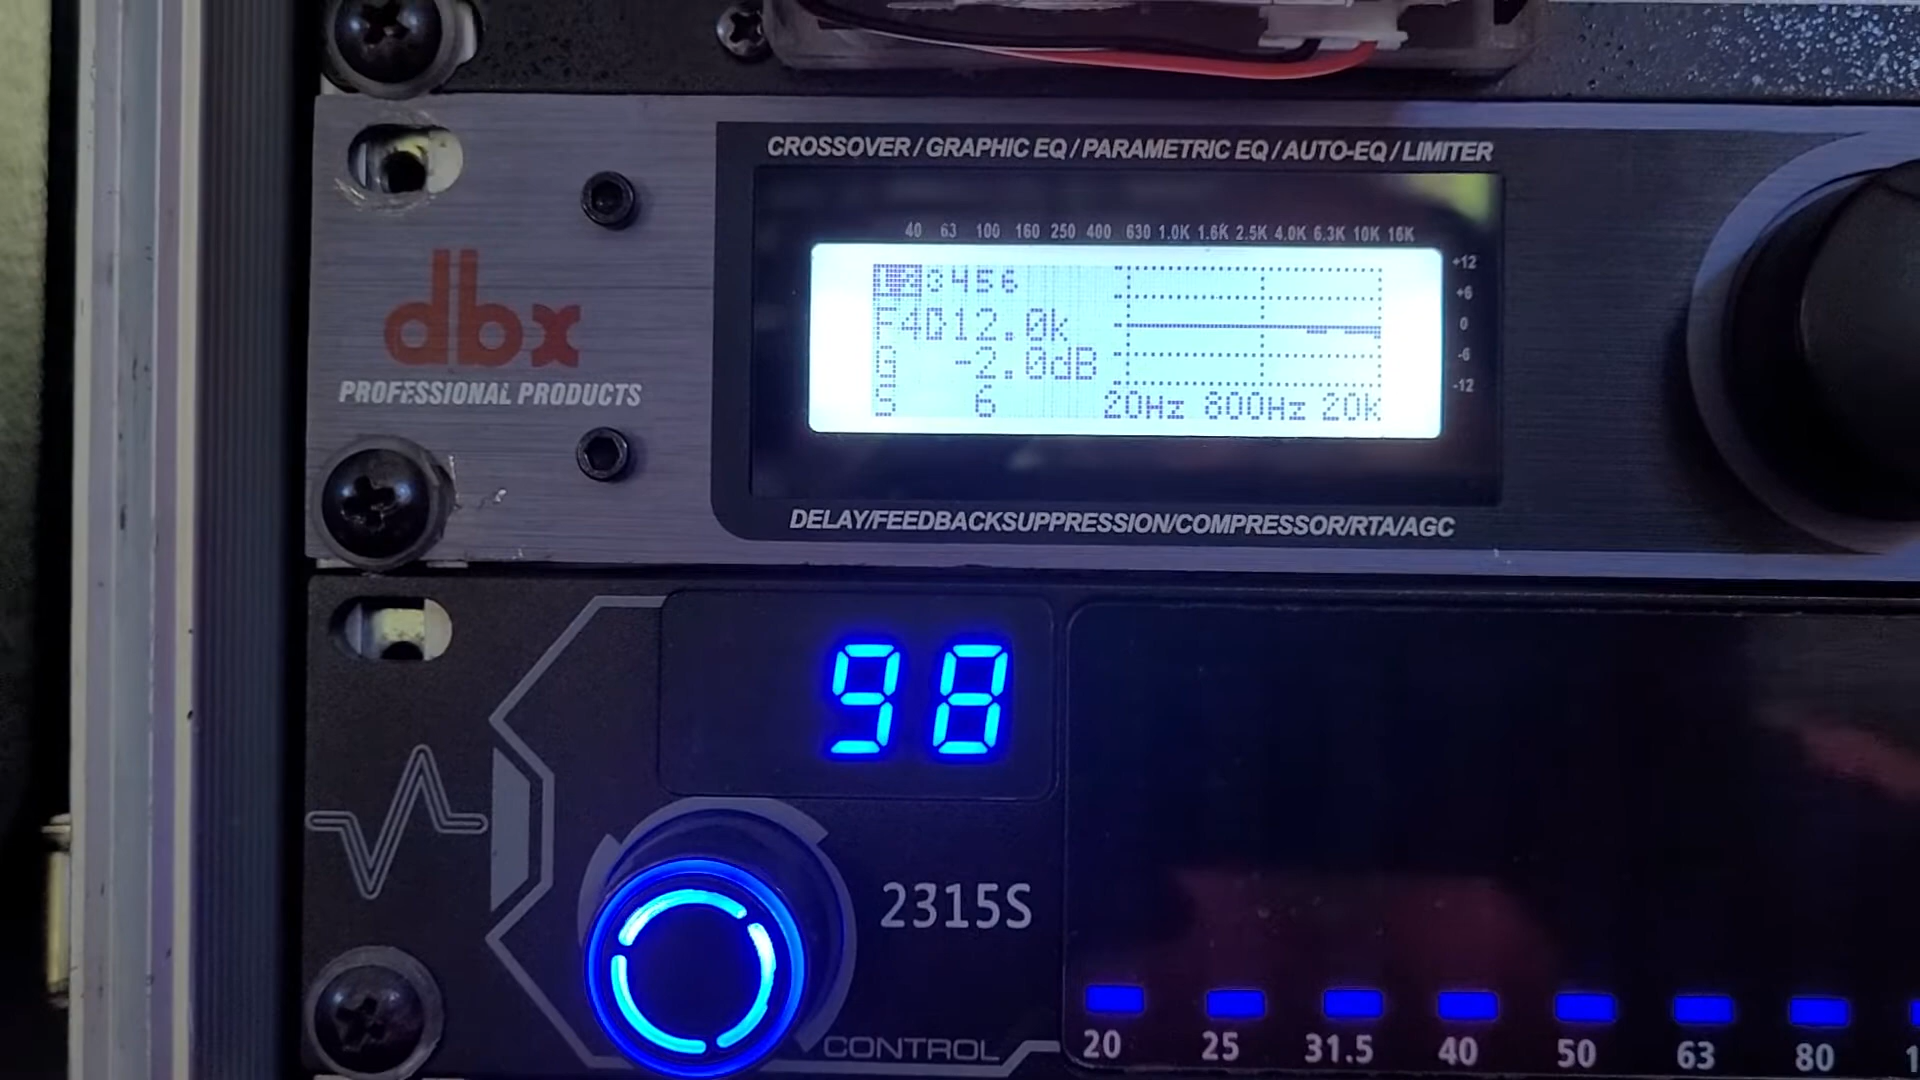 CROSSOVER / GRAPHIC EQ / PARAMETRIC EQ / AUTO-EQ / LIMITER
40 63 100 160 250 400 630 1.0K 1.6K 2.5K 4.0K 6.3K 10K 16K
3456
12.0k
-2.0dB
6
20Hz 800Hz 20k
+12
+6
0
-6
-12
dbx
PROFESSIONAL PRODUCTS
DELAY/FEEDBACKSUPPRESSION/COMPRESSOR/RTA/AGC
98
2315S
CONTROL
20 25 31.5 40 50 63 80